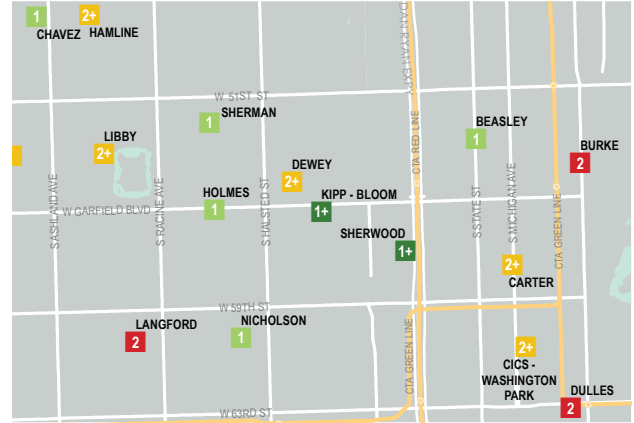 1
CHAVEZ
2+
HAMLINE
DAN RYAN EXPY
W 51ST ST
1
SHERMAN
BEASLEY
1
LIBBY
2+
BURKE
2
CTA RED LINE
DEWEY
2+
HOLMES
1
KIPP - BLOOM
1+
W GARFIELD BLVD
S ASHLAND AVE
S RACINE AVE
S HALSTED ST
S STATE ST
S MICHIGAN AVE
CTA GREEN LINE
SHERWOOD
1+
2+
CARTER
W 59TH ST
LANGFORD
2
NICHOLSON
1
CTA GREEN LINE
2+
CICS -
WASHINGTON
PARK
DULLES
2
W 63RD ST